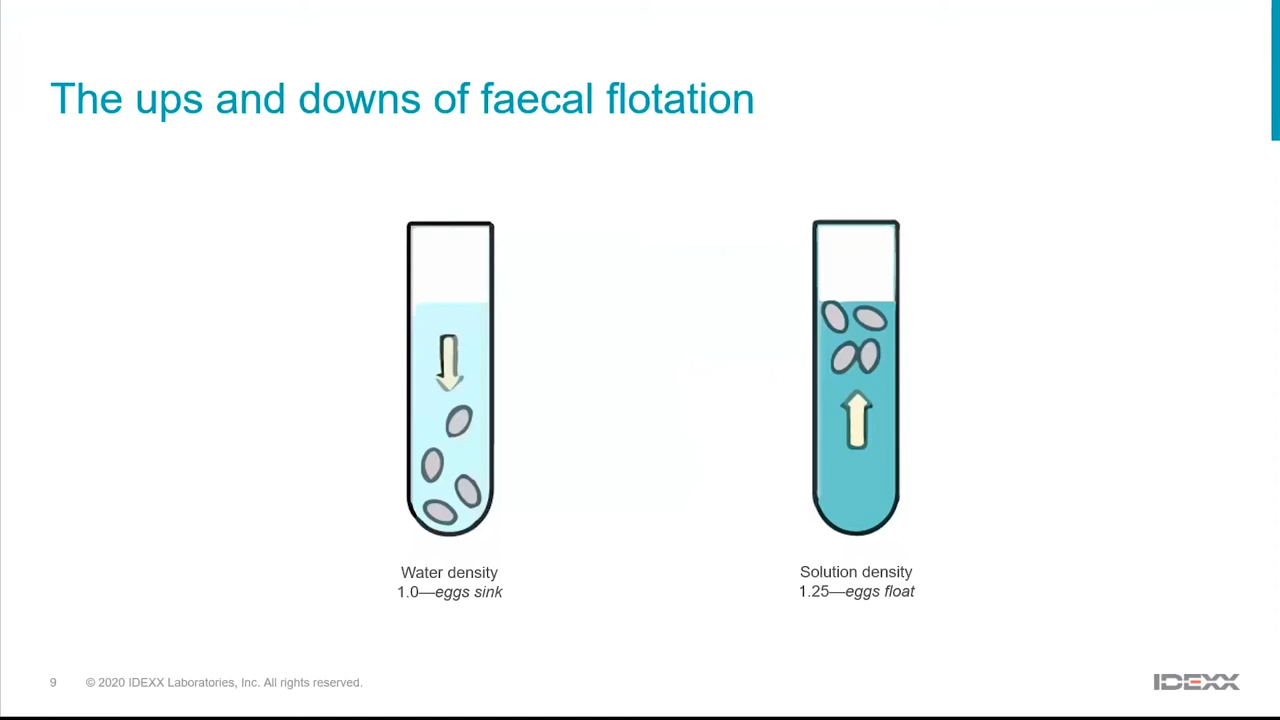 The ups and downs of faecal flotation
Water density
1.0—eggs sink
Solution density
1.25—eggs float
9 © 2020 IDEXX Laboratories, Inc. All rights reserved.
IDEXX